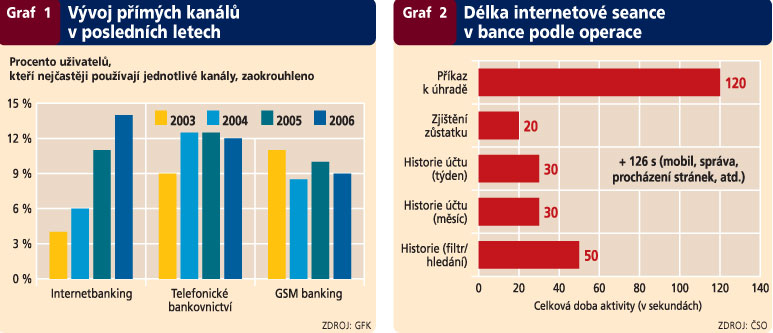 Graf 1
Vývoj přímých kanálů
v posledních letech
Procento uživatelů,
kteří nejčastěji používají jednotlivé kanály, zaokrouhleno
15 %
12 %
9 %
6 %
3 %
0 %
2003 2004 2005 2006
Internetbanking
Telefonické
bankovnictví
GSM banking
ZDROJ: GFK
Graf 2
Délka internetové seance
v bance podle operace
Příkaz
k úhradě
120
Zjištění
zůstatku
20
Historie účtu
(týden)
30
+ 126 s (mobil, správa,
procházení stránek, atd.)
Historie účtu
(měsíc)
30
Historie (filtr/
hledání)
50
0 20 40 60 80 100 120 140
Celková doba aktivity (v sekundách)
ZDROJ: ČSO